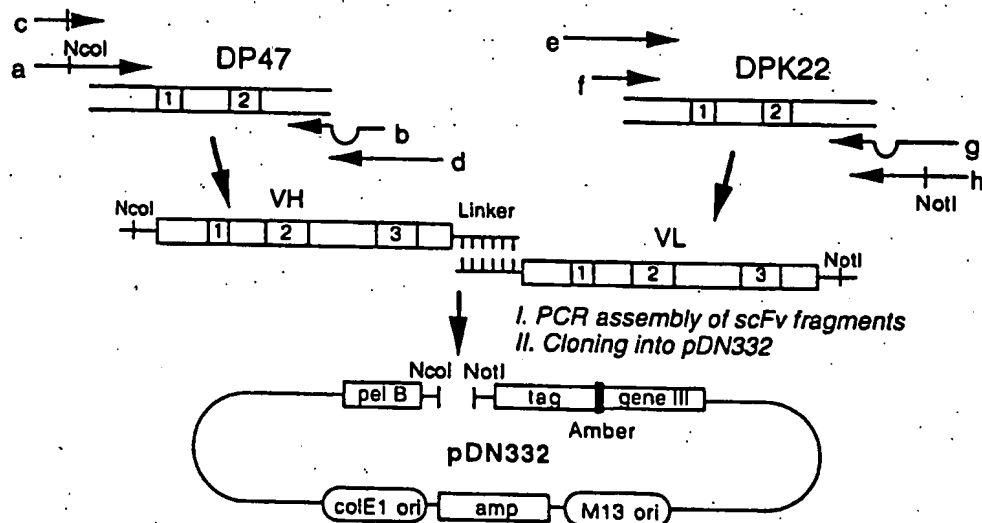 c
NcoI
a
DP47
1 2
b
d
e
f
DPK22
1 2
g
h
NotI
VH
NcoI
1 2 3
Linker
VL
NotI
1 2 3
I. PCR assembly of scFv fragments
II. Cloning into pDN332
NcoI NotI
pel B
tag
gene III
Amber
pDN332
colE1 ori
amp
M13 ori